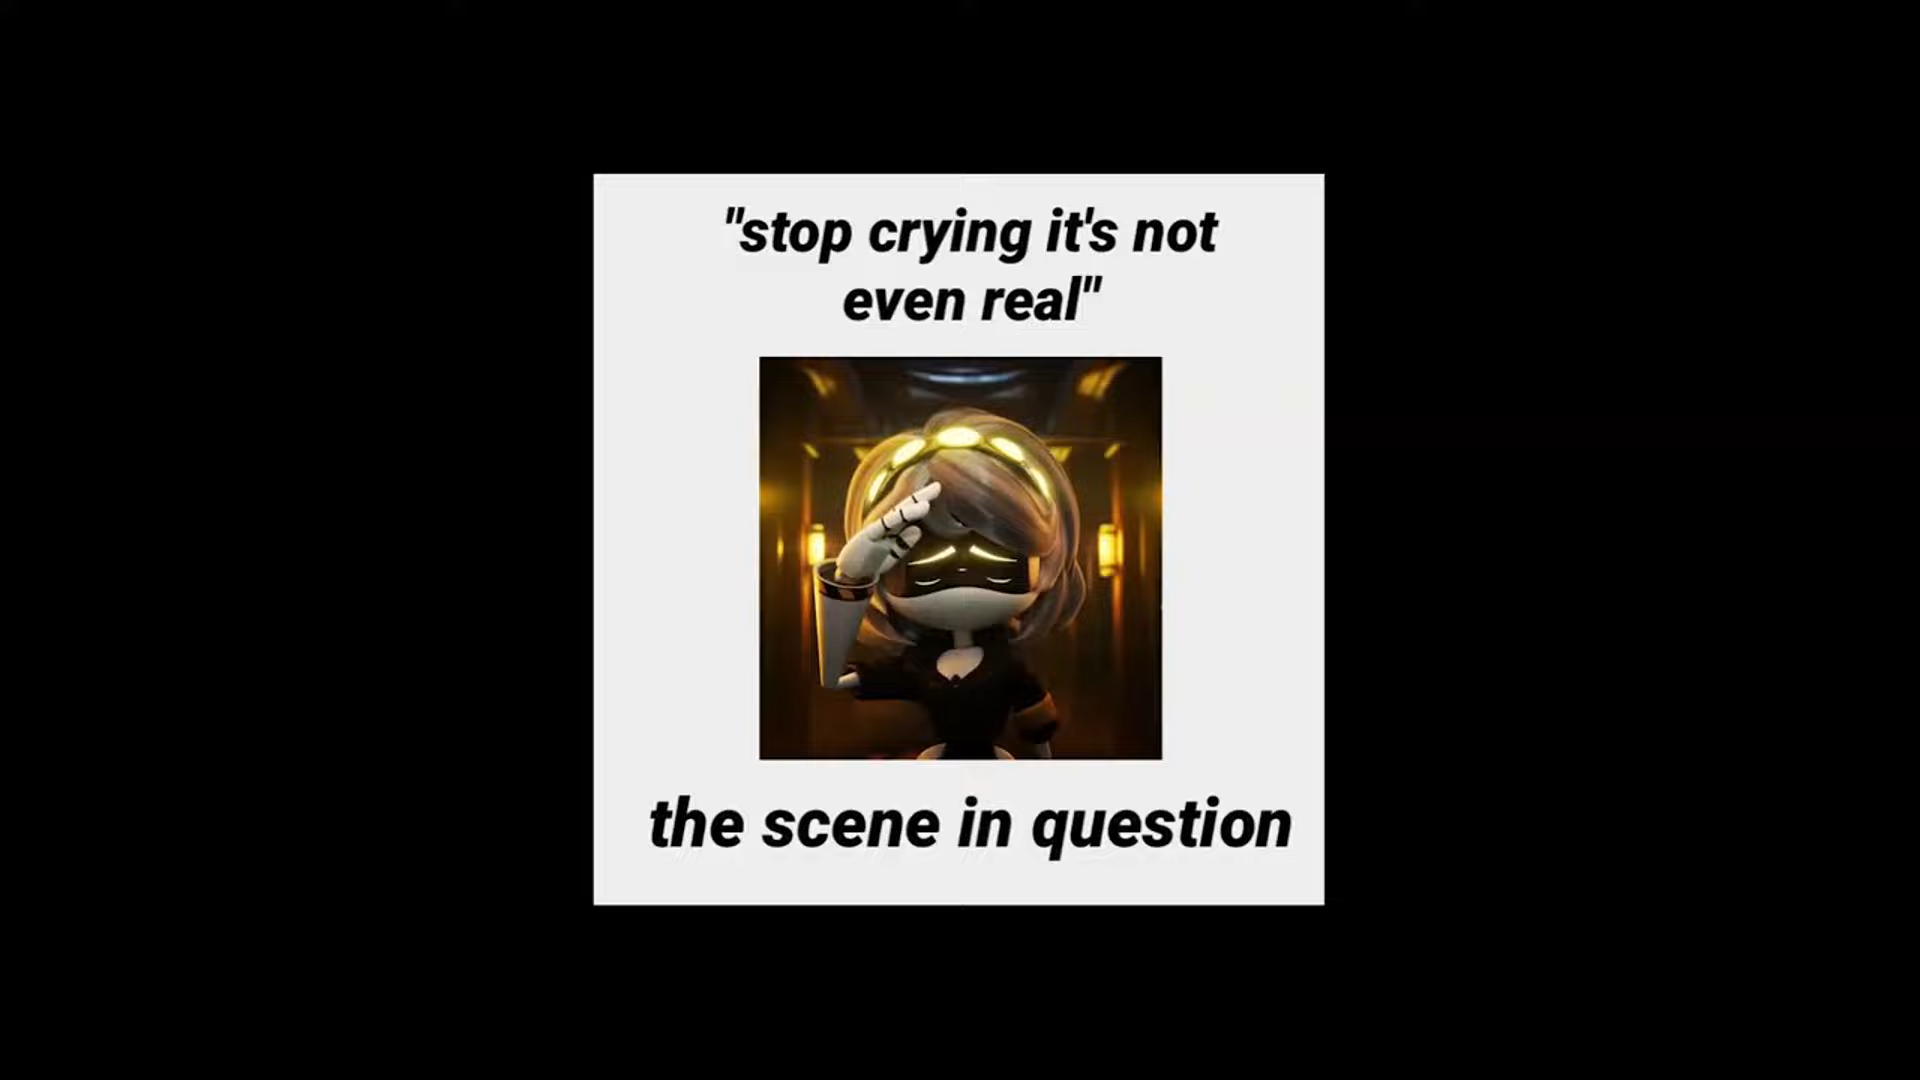 "stop crying it's not
even real"
the scene in question